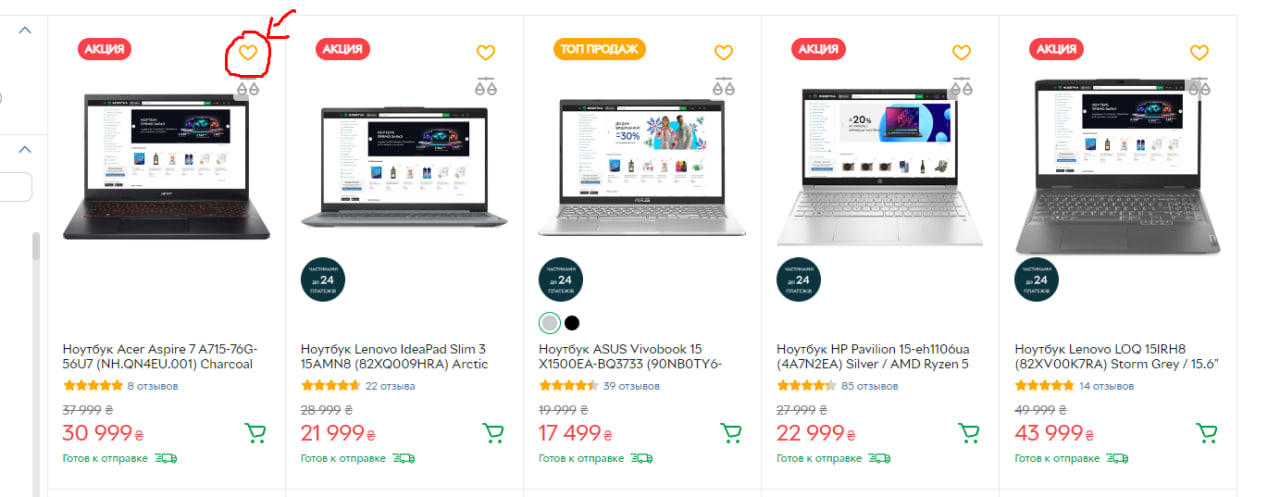 АКЦИЯ
АКЦИЯ
ТОП ПРОДАЖ
АКЦИЯ
АКЦИЯ
-30%
-20%
acer
ASUS
ЧАСТИНАМИ
ДО 24
ПЛАТЕЖІВ
ЧАСТИНАМИ
ДО 24
ПЛАТЕЖІВ
ЧАСТИНАМИ
ДО 24
ПЛАТЕЖІВ
ЧАСТИНАМИ
ДО 24
ПЛАТЕЖІВ
Ноутбук Acer Aspire 7 A715-76G-
56U7 (NH.QN4EU.001) Charcoal
8 отзывов
37 999 ₴
30 999 ₴
Готов к отправке
Ноутбук Lenovo IdeaPad Slim 3
15AMN8 (82XQ009HRA) Arctic
22 отзыва
28 999 ₴
21 999 ₴
Готов к отправке
Ноутбук ASUS Vivobook 15
X1500EA-BQ3733 (90NB0TY6-
39 отзывов
19 999 ₴
17 499 ₴
Готов к отправке
Ноутбук HP Pavilion 15-eh1106ua
(4A7N2EA) Silver / AMD Ryzen 5
85 отзывов
27 999 ₴
22 999 ₴
Готов к отправке
Ноутбук Lenovo LOQ 15IRH8
(82XV00K7RA) Storm Grey / 15.6"
14 отзывов
49 999 ₴
43 999 ₴
Готов к отправке